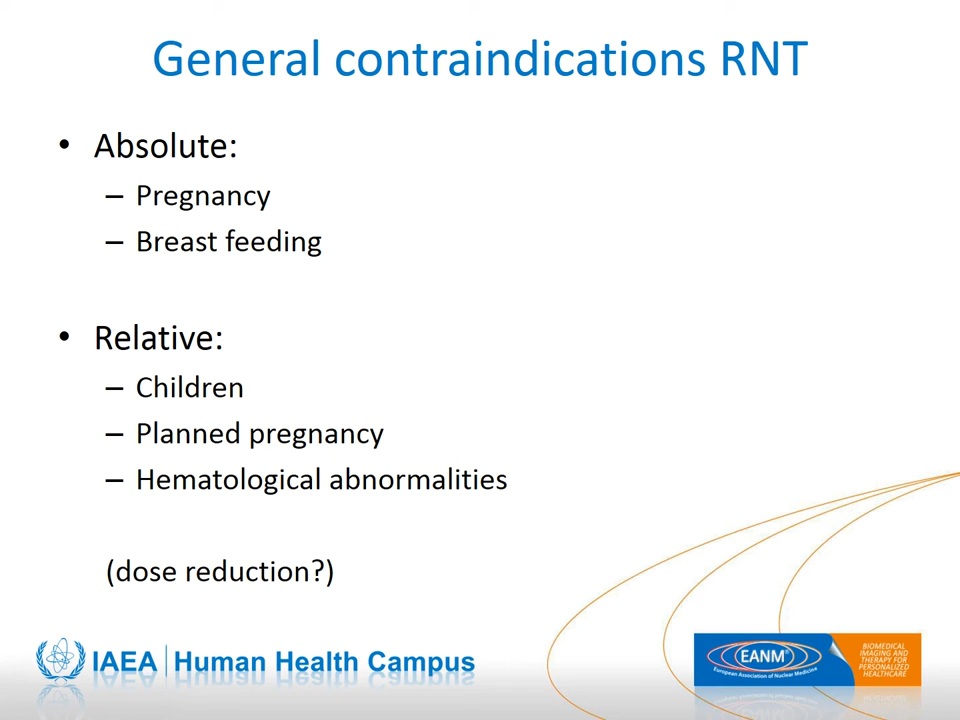 General contraindications RNT
• Absolute:
– Pregnancy
– Breast feeding
• Relative:
– Children
– Planned pregnancy
– Hematological abnormalities
(dose reduction?)
IAEA | Human Health Campus
EANM®
European Association of Nuclear Medicine
BIOMEDICAL
IMAGING AND
THERAPY FOR
PERSONALIZED
HEALTHCARE